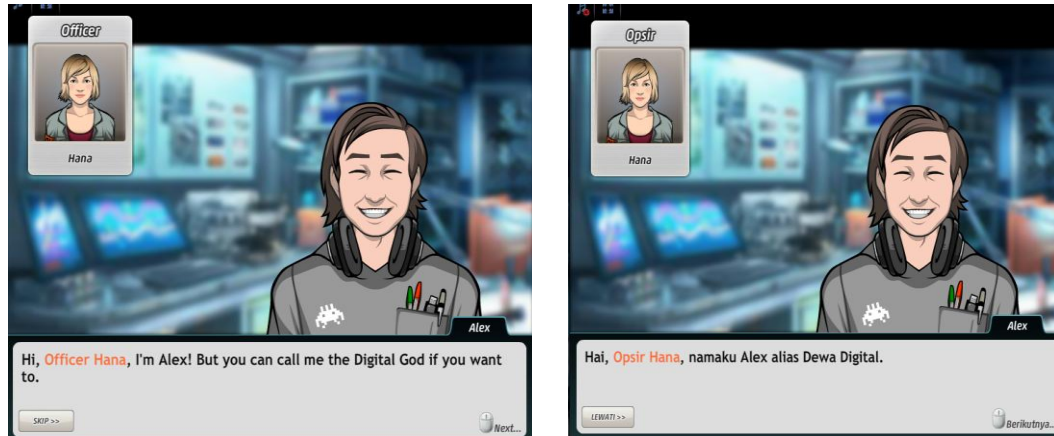 Officer
Hana
Alex
Hi, Officer Hana, I'm Alex! But you can call me the Digital God if you want
to.
SKIP >>
Next...
Opsir
Hana
Alex
Hai, Opsir Hana, namaku Alex alias Dewa Digital.
LEWATI >>
Berikutnya...